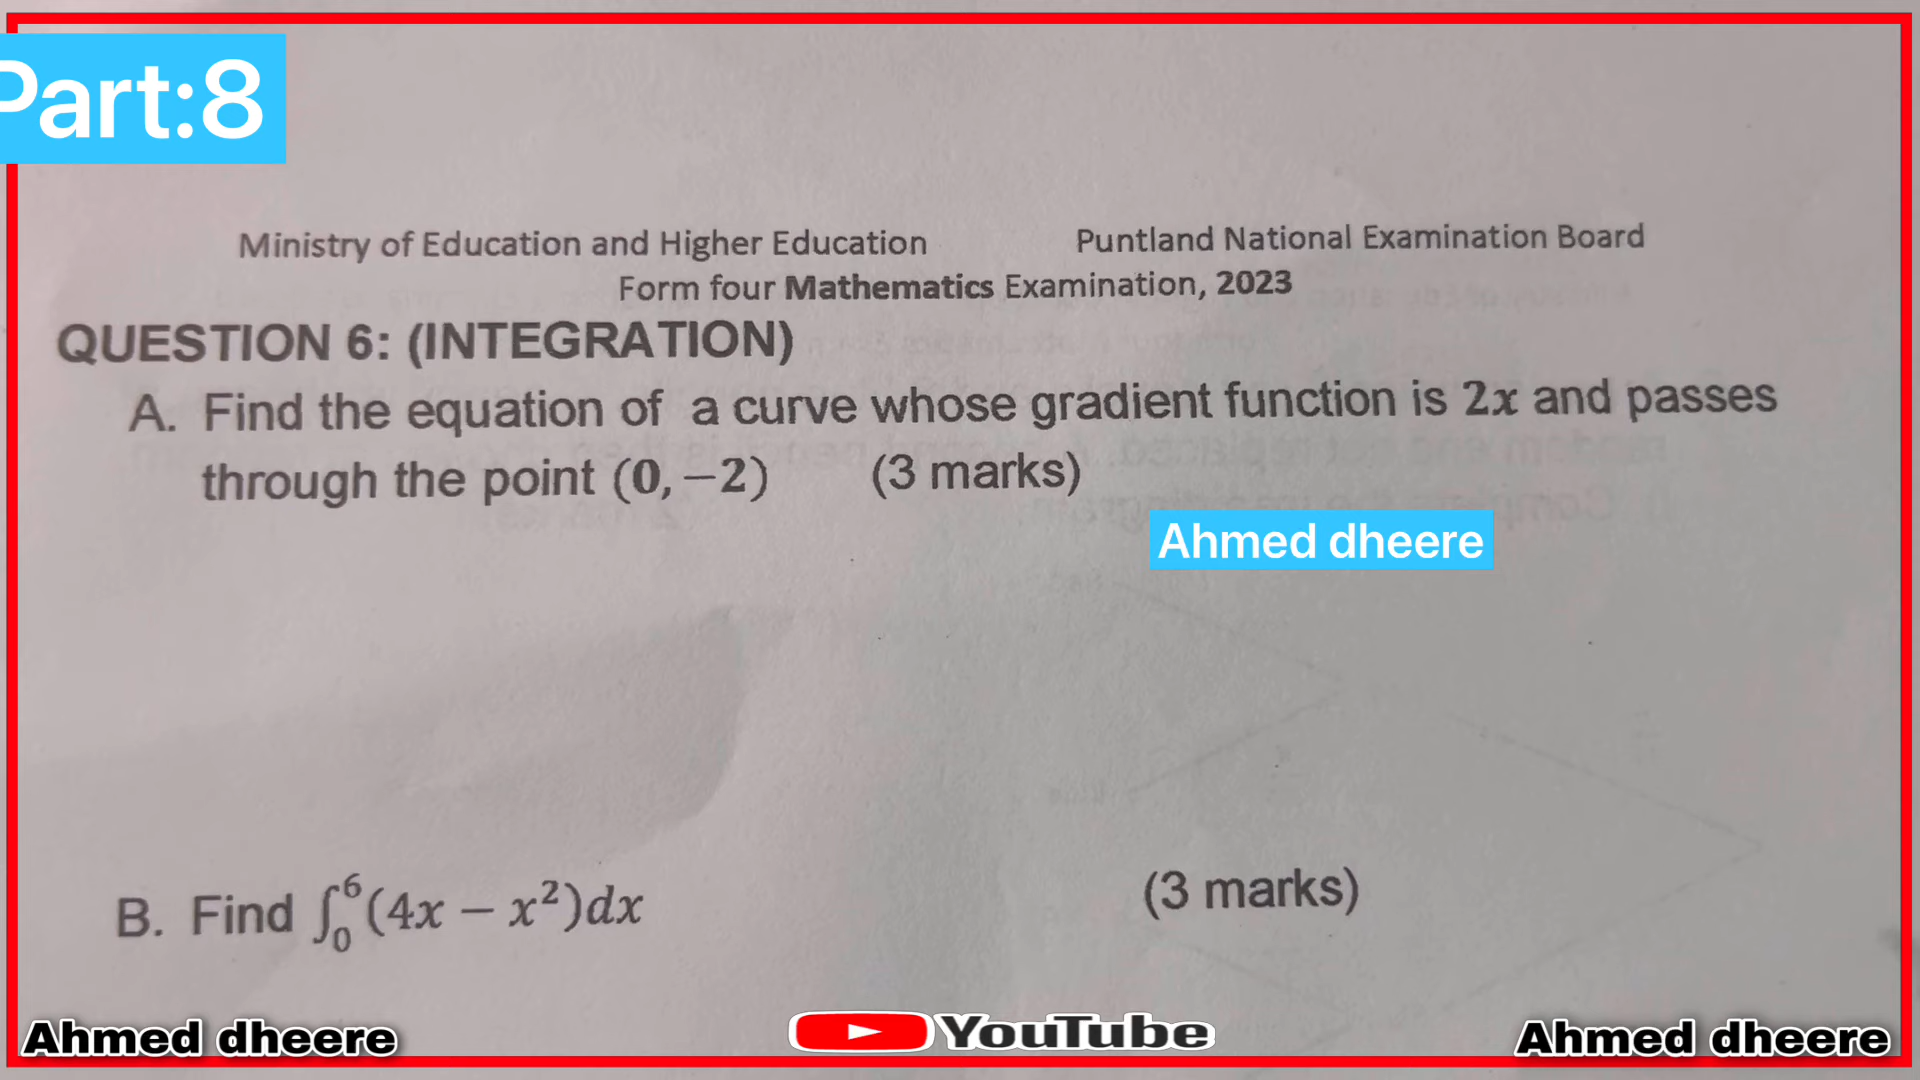 Part:8
Ministry of Education and Higher Education Puntland National Examination Board
Form four Mathematics Examination, 2023
QUESTION 6: (INTEGRATION)
A. Find the equation of a curve whose gradient function is 2x and passes
through the point (0, −2) (3 marks)
Ahmed dheere
B. Find ∫₀⁶(4x − x²)dx (3 marks)
Ahmed dheere YouTube Ahmed dheere